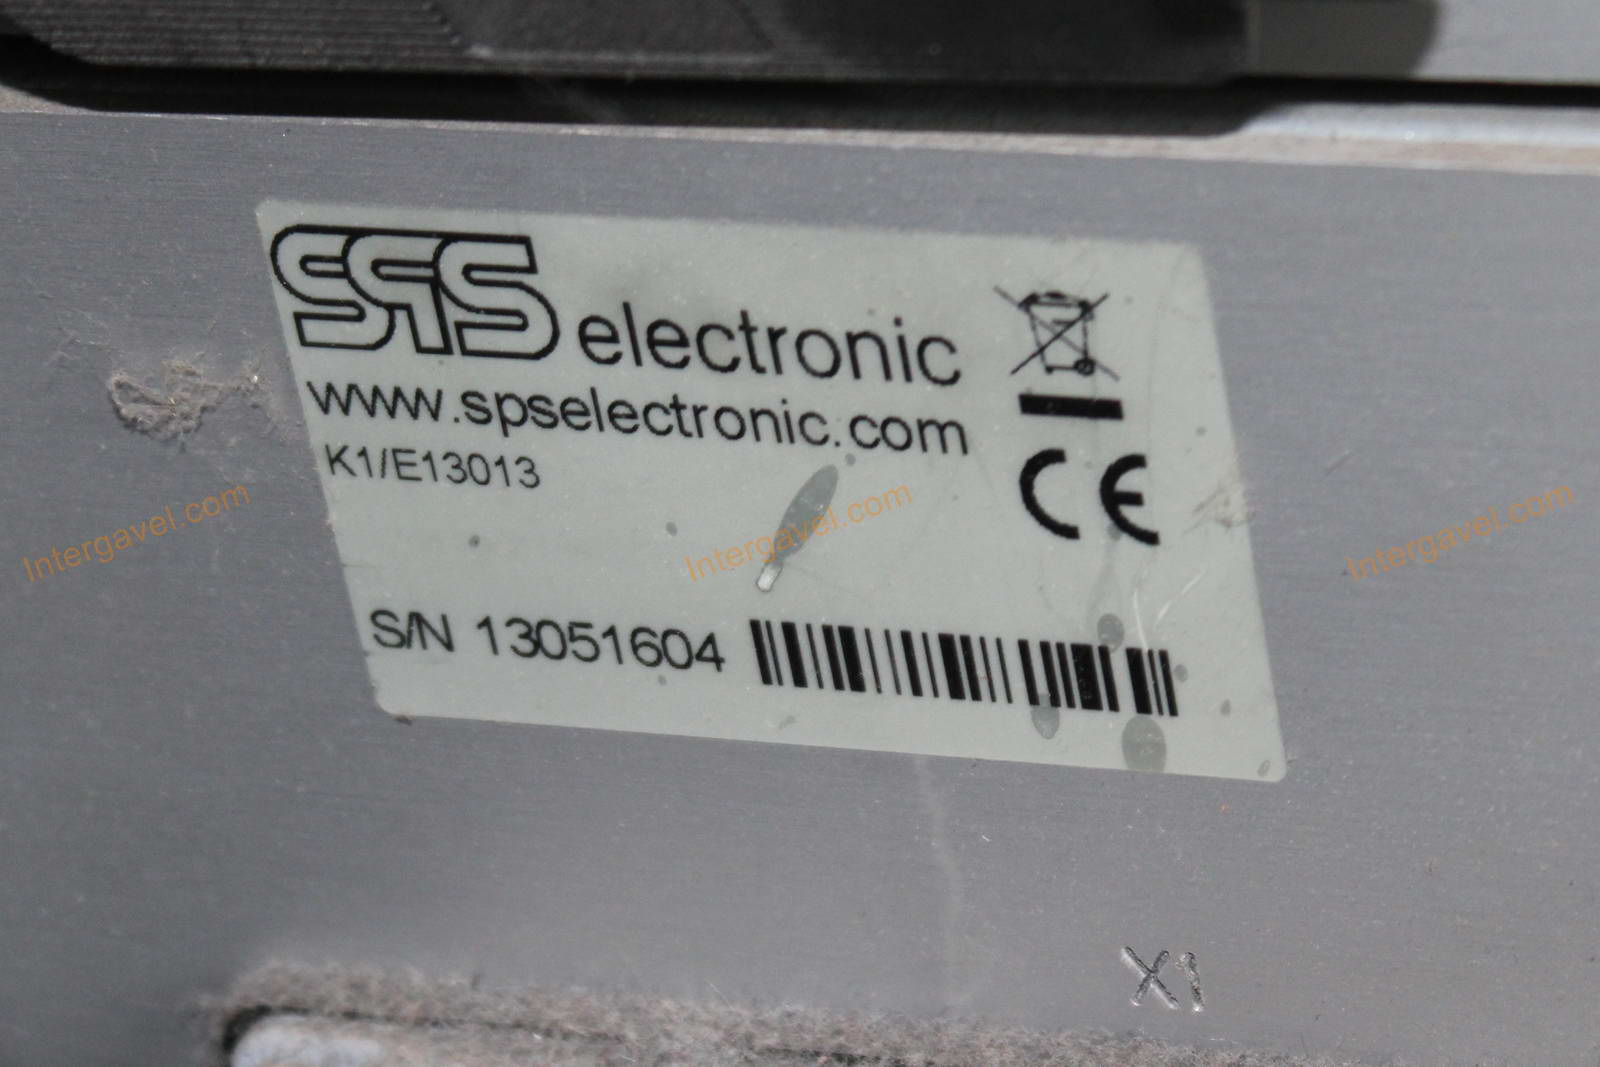 SPS electronic
www.spselectronic.com
K1/E13013
CE
Intergavel.com
Intergavel.com
Intergavel.com
S/N 13051604
X1